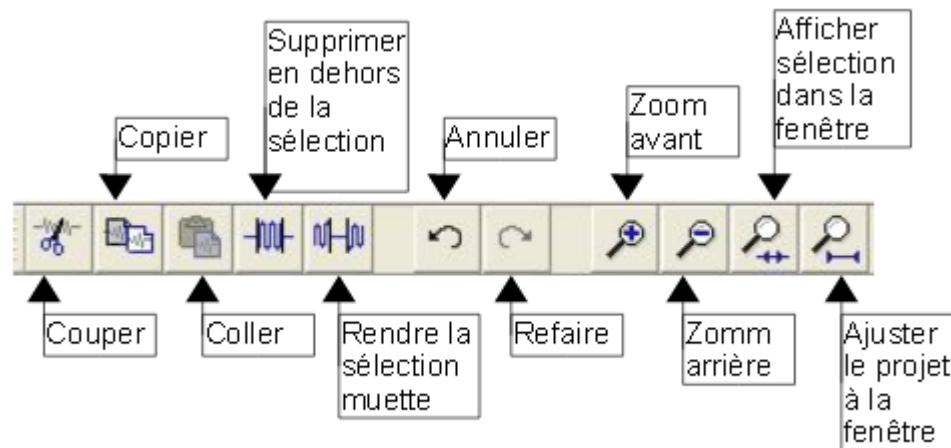 Supprimer
en dehors
de la
sélection
Afficher
sélection
dans la
fenêtre
Copier
Annuler
Zoom
avant
Couper
Coller
Rendre la
sélection
muette
Refaire
Zomm
arrière
Ajuster
le projet
à la
fenêtre